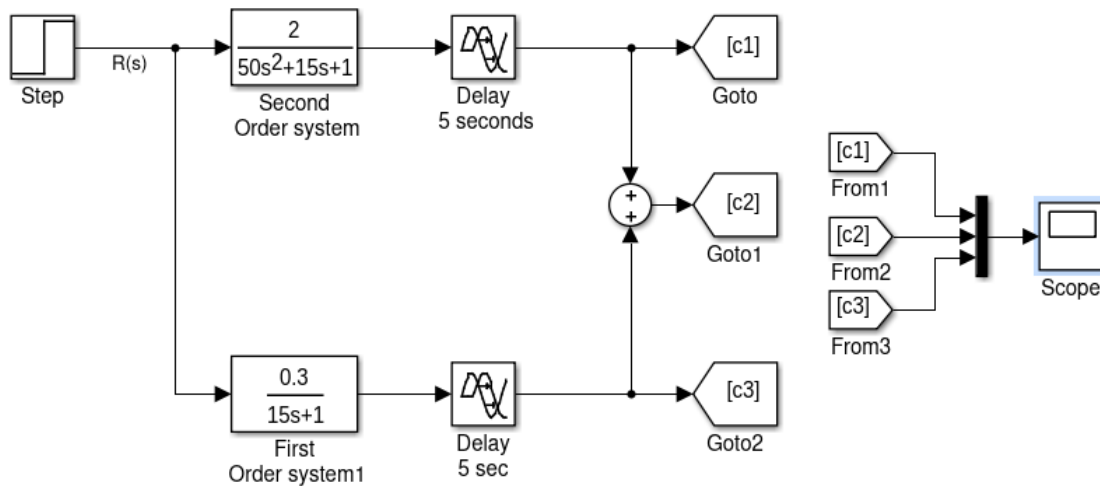 R(s)
Step
2
50s²+15s+1
Second
Order system
Delay
5 seconds
[c1]
Goto
+
+
[c2]
Goto1
0.3
15s+1
First
Order system1
Delay
5 sec
[c3]
Goto2
[c1]
From1
[c2]
From2
[c3]
From3
Scope